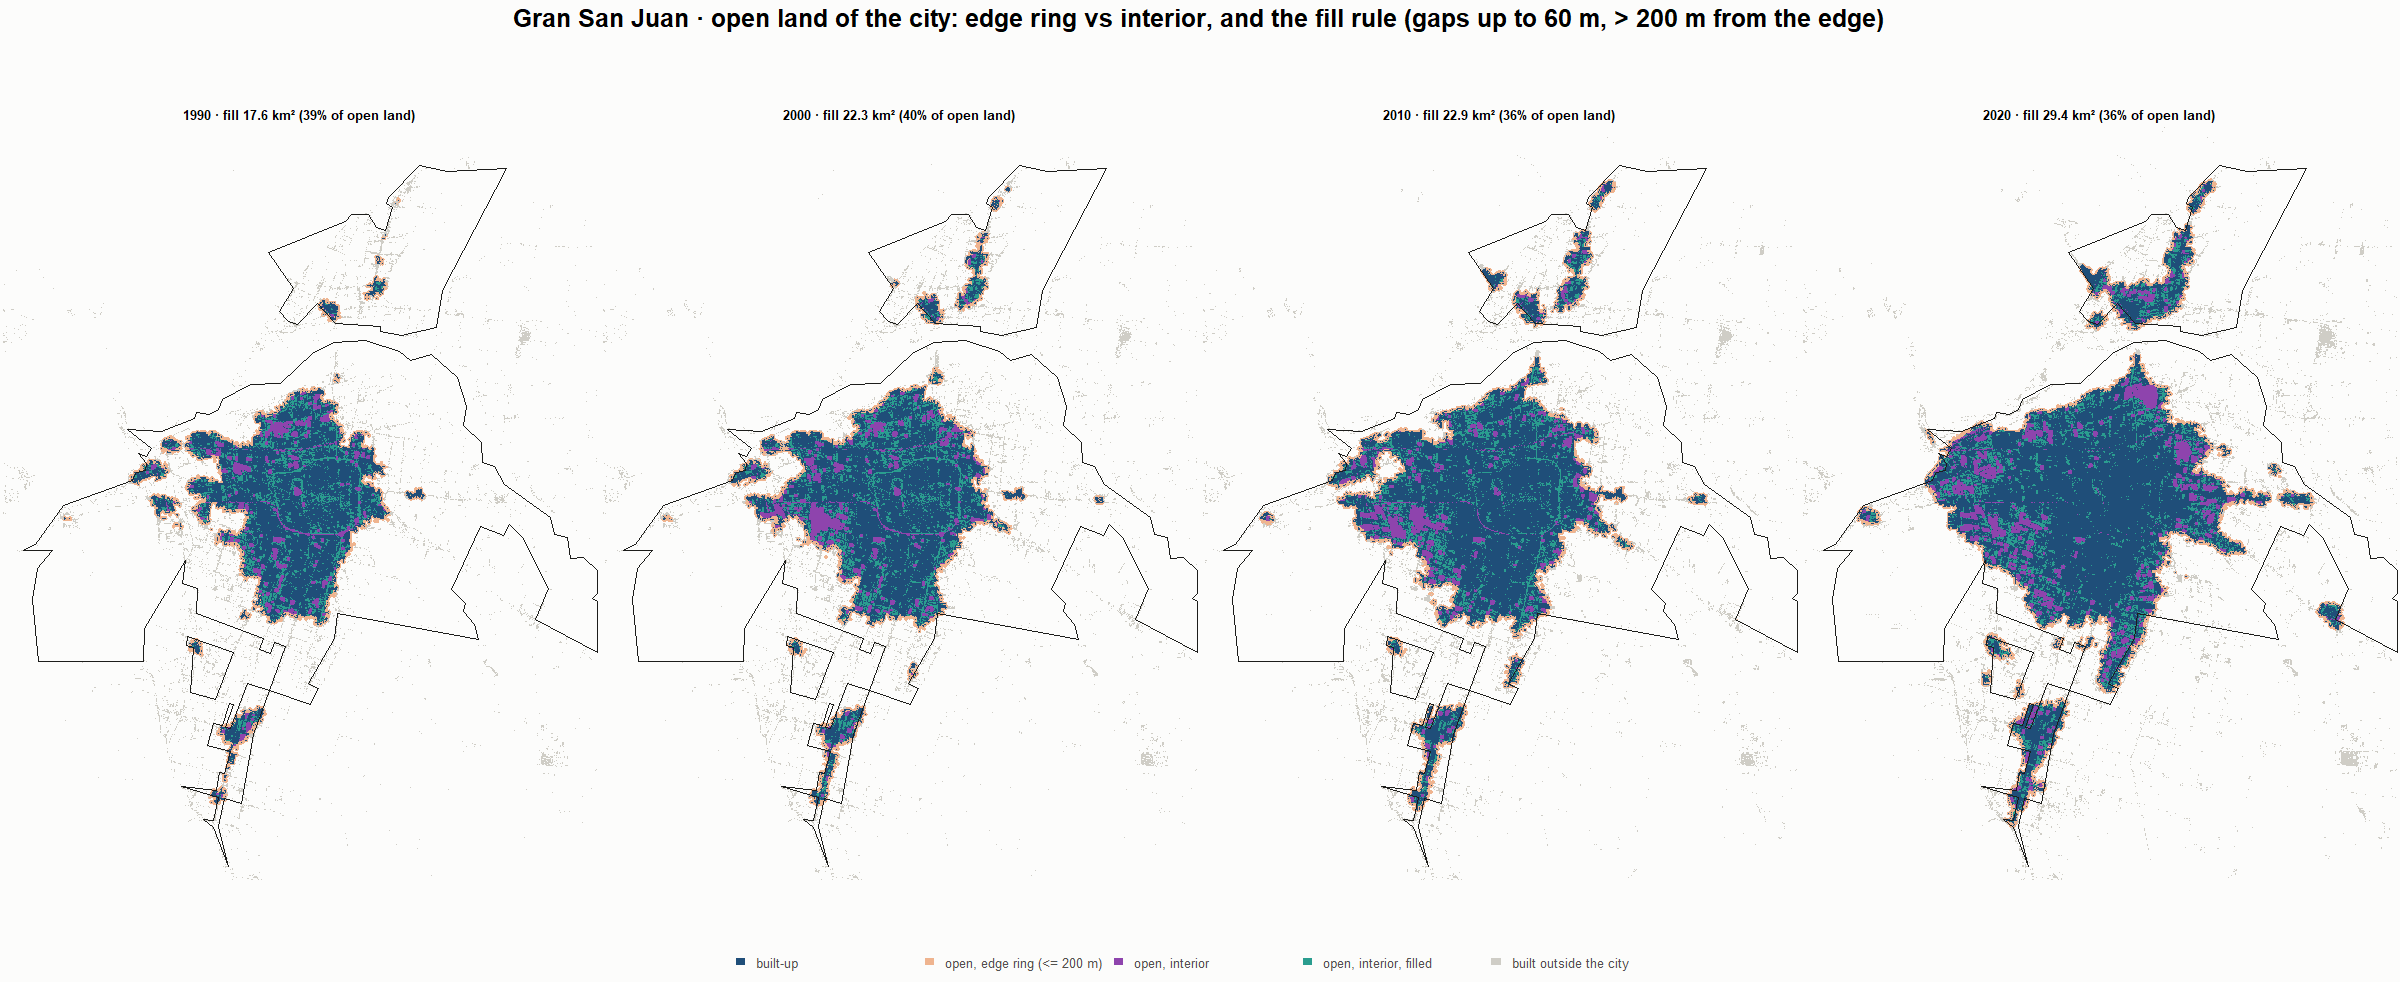 Gran San Juan · open land of the city: edge ring vs interior, and the fill rule (gaps up to 60 m, > 200 m from the edge)
1990 · fill 17.6 km² (39% of open land)
2000 · fill 22.3 km² (40% of open land)
2010 · fill 22.9 km² (36% of open land)
2020 · fill 29.4 km² (36% of open land)
built-up
open, edge ring (<= 200 m)
open, interior
open, interior, filled
built outside the city